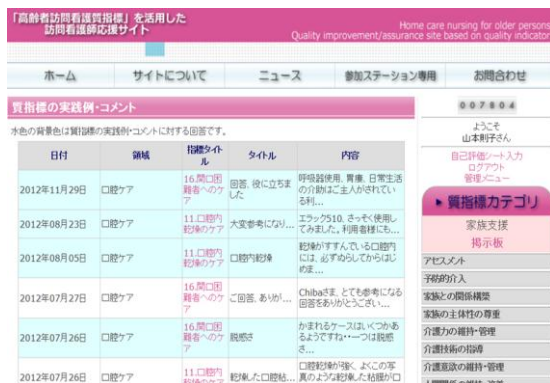 「高齢者訪問看護質指標」を活用した
訪問看護師応援サイト
Home care nursing for older persons
Quality improvement/assurance site based on quality indicator
ホーム
サイトについて
ニュース
参加ステーション専用
お問合わせ
質指標の実践例・コメント
水色の背景色は質指標の実践例・コメントに対する回答です。
日付
領域
指標タイト
ル
タイトル
内容
2012年11月29日
口腔ケア
16.開口困
難者へのケ
ア
回答、役に立ちま
した
呼吸器使用、胃瘻、日常生活
の介助はご主人がされてい
る利...
2012年08月23日
口腔ケア
11.口腔内
乾燥のケア
大変参考になり...
エラック510、さっそく使用し
てみました。利用者様にも...
2012年08月05日
口腔ケア
11.口腔内
乾燥のケア
口腔内乾燥
乾燥がすすんでいる口腔内
には、必ずぬらしてからはじ
めま...
2012年07月27日
口腔ケア
16.開口困
難者へのケ
ア
ご回答、ありが...
Chibaさま、とても参考になる
回答をありがとうござい...
2012年07月26日
口腔ケア
16.開口困
難者へのケ
ア
脱感さ
かまれるケースはいくつかあ
るようですね・・一つは脱感
さ...
2012年07月26日
口腔ケア
11.口腔内
乾燥のケア
乾燥した口腔粘...
口腔乾燥が強く、よくこの写
真のような乾燥した粘膜が口
007804
ようこそ
山本則子さん
自己評価シート入力
ログアウト
管理メニュー
質指標カテゴリ
家族支援
掲示板
アセスメント
予防的介入
家族との関係構築
家族の主体性の尊重
介護力の維持・管理
介護技術の指導
介護意欲の維持・管理